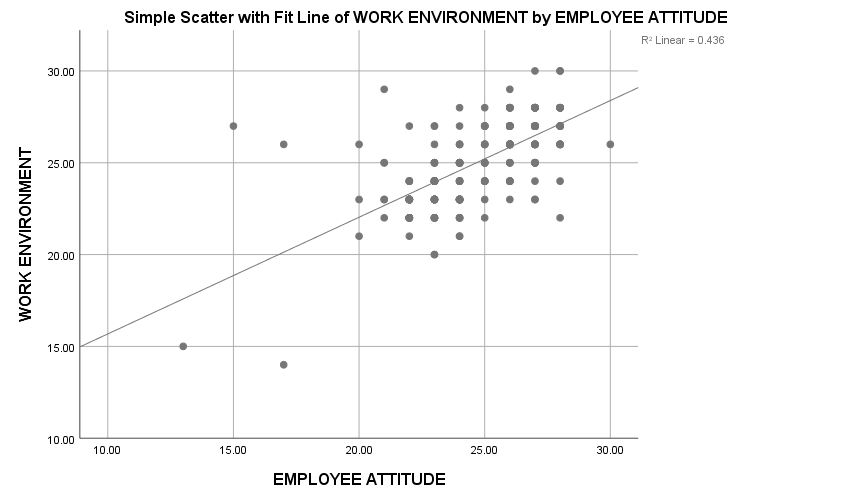 Simple Scatter with Fit Line of WORK ENVIRONMENT by EMPLOYEE ATTITUDE
R² Linear = 0.436
30.00
25.00
20.00
15.00
10.00
WORK ENVIRONMENT
10.00 15.00 20.00 25.00 30.00
EMPLOYEE ATTITUDE